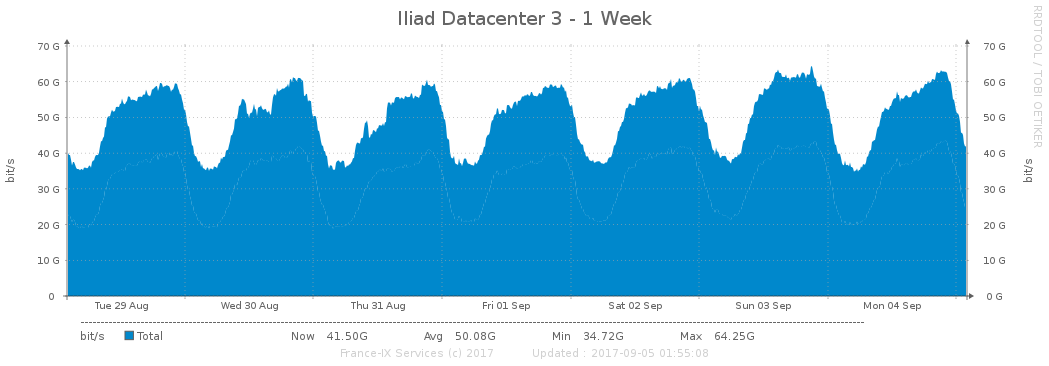 Iliad Datacenter 3 - 1 Week
RRDTOOL / TOBI OETIKER
bit/s
70 G 70 G
60 G 60 G
50 G 50 G
40 G 40 G
30 G 30 G
20 G 20 G
10 G 10 G
0 0 G
bit/s
Tue 29 Aug Wed 30 Aug Thu 31 Aug Fri 01 Sep Sat 02 Sep Sun 03 Sep Mon 04 Sep
bit/s Total Now 41.50G Avg 50.08G Min 34.72G Max 64.25G
France-IX Services (c) 2017 Updated : 2017-09-05 01:55:08